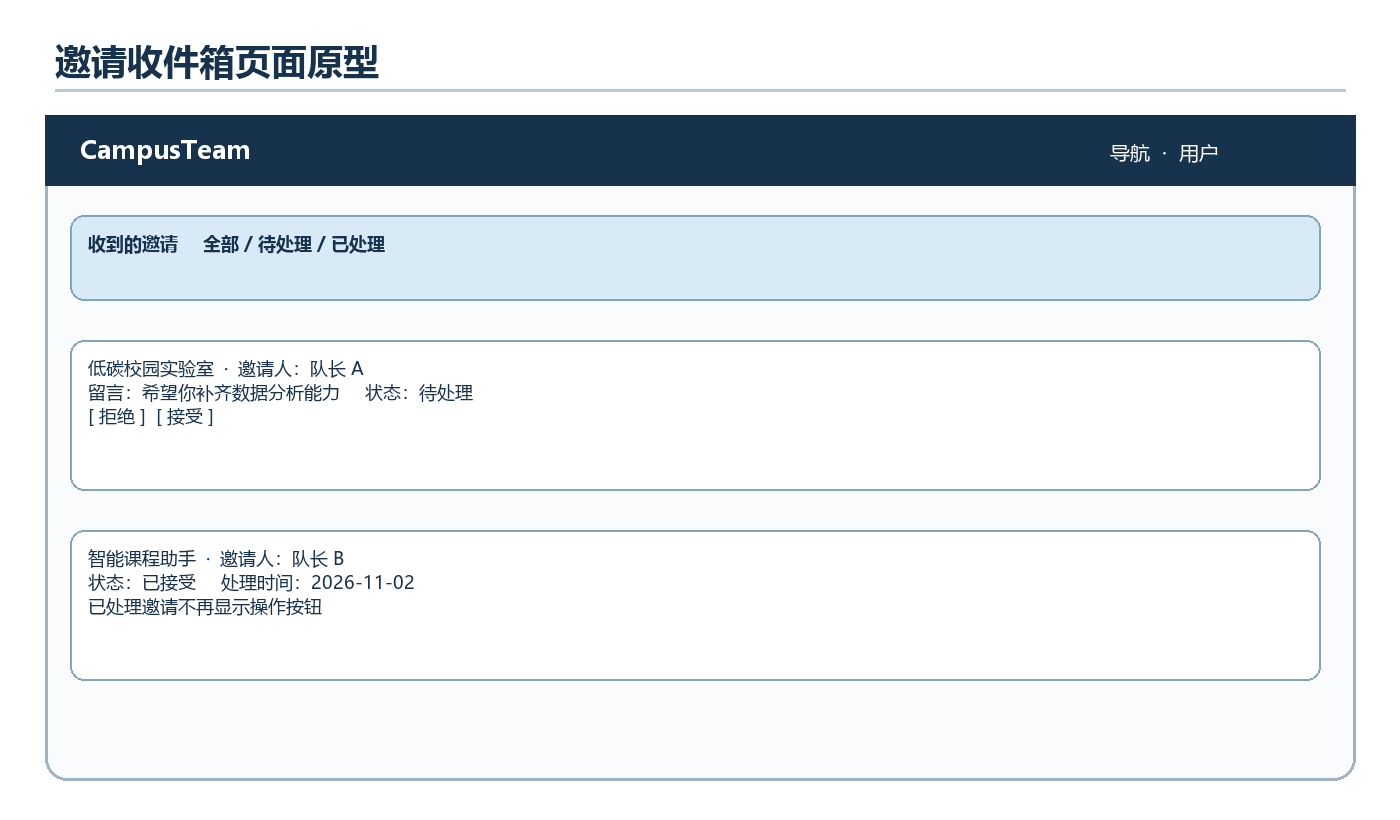 邀请收件箱页面原型
CampusTeam
导航 · 用户
收到的邀请 全部 / 待处理 / 已处理
低碳校园实验室 · 邀请人：队长 A
留言：希望你补齐数据分析能力 状态：待处理
[ 拒绝 ] [ 接受 ]
智能课程助手 · 邀请人：队长 B
状态：已接受 处理时间：2026-11-02
已处理邀请不再显示操作按钮